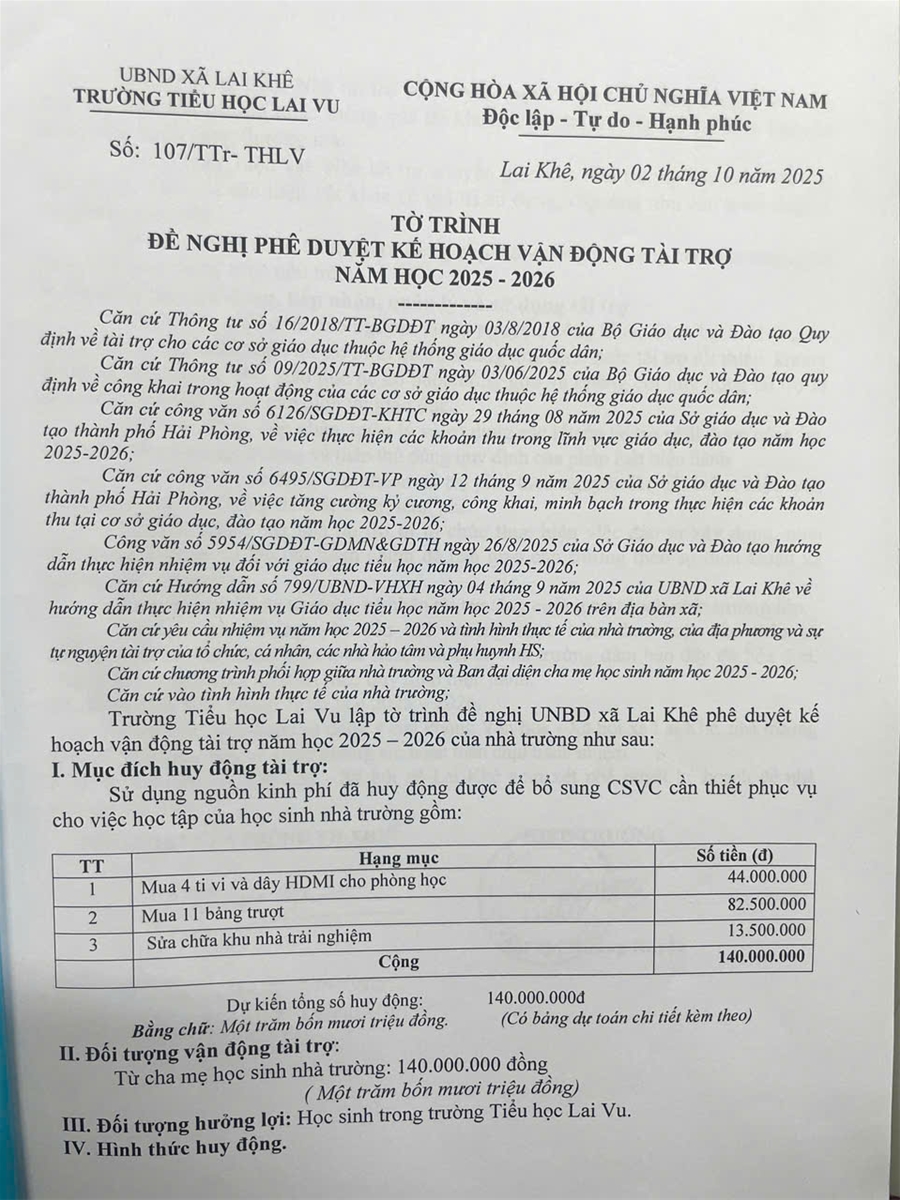 UBND XÃ LAI KHÊ
TRƯỜNG TIỂU HỌC LAI VU
Số: 107/TTr- THLV
CỘNG HÒA XÃ HỘI CHỦ NGHĨA VIỆT NAM
Độc lập - Tự do - Hạnh phúc
Lai Khê, ngày 02 tháng 10 năm 2025
TỜ TRÌNH
ĐỀ NGHỊ PHÊ DUYỆT KẾ HOẠCH VẬN ĐỘNG TÀI TRỢ
NĂM HỌC 2025 - 2026
Căn cứ Thông tư số 16/2018/TT-BGDĐT ngày 03/8/2018 của Bộ Giáo dục và Đào tạo Quy
định về tài trợ cho các cơ sở giáo dục thuộc hệ thống giáo dục quốc dân;
Căn cứ Thông tư số 09/2025/TT-BGDĐT ngày 03/06/2025 của Bộ Giáo dục và Đào tạo quy
định về công khai trong hoạt động của các cơ sở giáo dục thuộc hệ thống giáo dục quốc dân;
Căn cứ công văn số 6126/SGDĐT-KHTC ngày 29 tháng 08 năm 2025 của Sở giáo dục và Đào
tạo thành phố Hải Phòng, về việc thực hiện các khoản thu trong lĩnh vực giáo dục, đào tạo năm học
2025-2026;
Căn cứ công văn số 6495/SGDĐT-VP ngày 12 tháng 9 năm 2025 của Sở giáo dục và Đào tạo
thành phố Hải Phòng, về việc tăng cường kỷ cương, công khai, minh bạch trong thực hiện các khoản
thu tại cơ sở giáo dục, đào tạo năm học 2025-2026;
Công văn số 5954/SGDĐT-GDMN&GDTH ngày 26/8/2025 của Sở Giáo dục và Đào tạo hướng
dẫn thực hiện nhiệm vụ đối với giáo dục tiểu học năm học 2025-2026;
Căn cứ Hướng dẫn số 799/UBND-VHXH ngày 04 tháng 9 năm 2025 của UBND xã Lai Khê về
hướng dẫn thực hiện nhiệm vụ Giáo dục tiểu học năm học 2025 - 2026 trên địa bàn xã;
Căn cứ yêu cầu nhiệm vụ năm học 2025 – 2026 và tình hình thực tế của nhà trường, của địa phương và sự
tự nguyện tài trợ của tổ chức, cá nhân, các nhà hảo tâm và phụ huynh HS;
Căn cứ chương trình phối hợp giữa nhà trường và Ban đại diện cha mẹ học sinh năm học 2025 - 2026;
Căn cứ vào tình hình thực tế của nhà trường;
Trường Tiểu học Lai Vu lập tờ trình đề nghị UNBD xã Lai Khê phê duyệt kế
hoạch vận động tài trợ năm học 2025 – 2026 của nhà trường như sau:
I. Mục đích huy động tài trợ:
Sử dụng nguồn kinh phí đã huy động được để bổ sung CSVC cần thiết phục vụ
cho việc học tập của học sinh nhà trường gồm:
TT Hạng mục Số tiền (đ)
1 Mua 4 ti vi và dây HDMI cho phòng học 44.000.000
2 Mua 11 bảng trượt 82.500.000
3 Sửa chữa khu nhà trải nghiệm 13.500.000
Cộng 140.000.000
Dự kiến tổng số huy động: 140.000.000đ
Bằng chữ: Một trăm bốn mươi triệu đồng. (Có bảng dự toán chi tiết kèm theo)
II. Đối tượng vận động tài trợ:
Từ cha mẹ học sinh nhà trường: 140.000.000 đồng
( Một trăm bốn mươi triệu đồng)
III. Đối tượng hưởng lợi: Học sinh trong trường Tiểu học Lai Vu.
IV. Hình thức huy động.